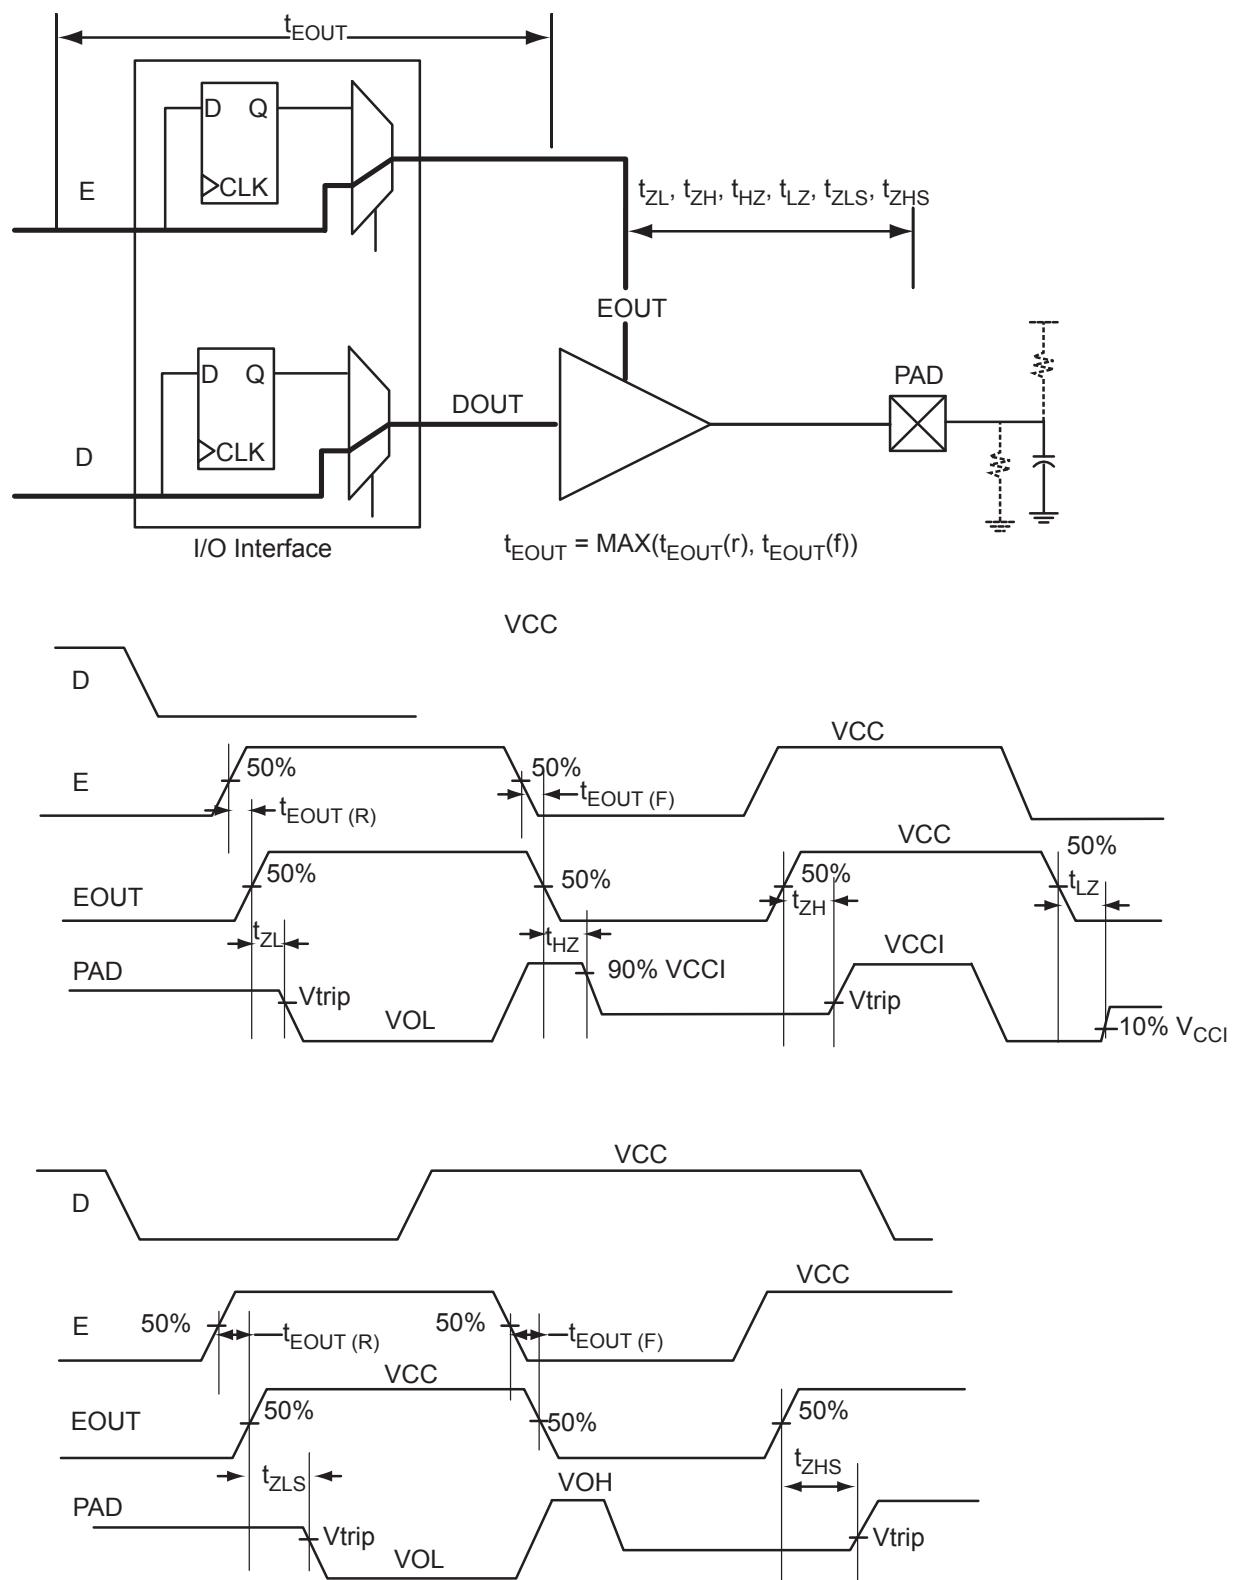 tEOUT
D Q
CLK
E
tZL, tZH, tHZ, tLZ, tZLS, tZHS
EOUT
D Q
CLK
D
DOUT
PAD
I/O Interface
tEOUT = MAX(tEOUT(r), tEOUT(f))
VCC
D
VCC
E
50%
50%
tEOUT (R)
tEOUT (F)
VCC
50%
EOUT
50%
50%
50%
tZL
tHZ
tZH
tLZ
PAD
VCCI
90% VCCI
Vtrip
Vtrip
VOL
10% VCCI
VCC
D
VCC
E
50%
tEOUT (R)
50%
tEOUT (F)
VCC
EOUT
50%
50%
50%
tZLS
tZHS
PAD
VOH
Vtrip
Vtrip
VOL